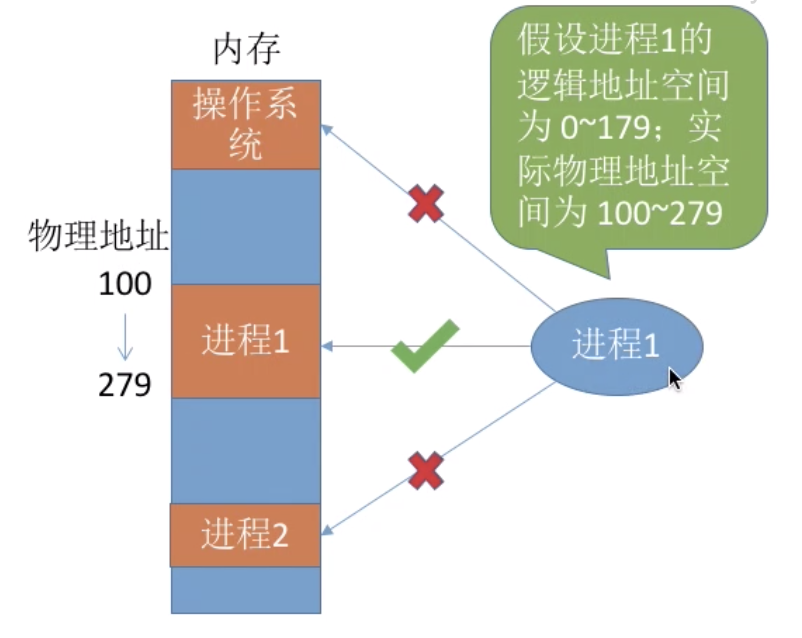 内存
操作系
统
物理地址
100
279
进程1
进程2
假设进程1的
逻辑地址空间
为 0~179；实
际物理地址空
间为 100~279
进程1